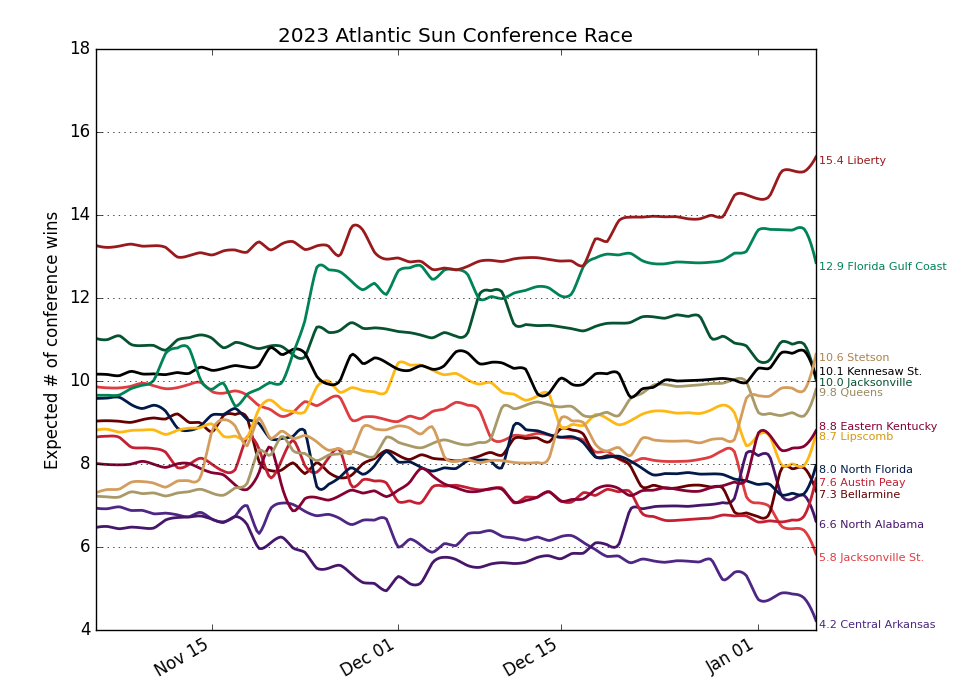 2023 Atlantic Sun Conference Race
Expected # of conference wins
18
16
14
12
10
8
6
4
Nov 15
Dec 01
Dec 15
Jan 01
15.4 Liberty
12.9 Florida Gulf Coast
10.6 Stetson
10.1 Kennesaw St.
10.0 Jacksonville
9.8 Queens
8.8 Eastern Kentucky
8.7 Lipscomb
8.0 North Florida
7.6 Austin Peay
7.3 Bellarmine
6.6 North Alabama
5.8 Jacksonville St.
4.2 Central Arkansas